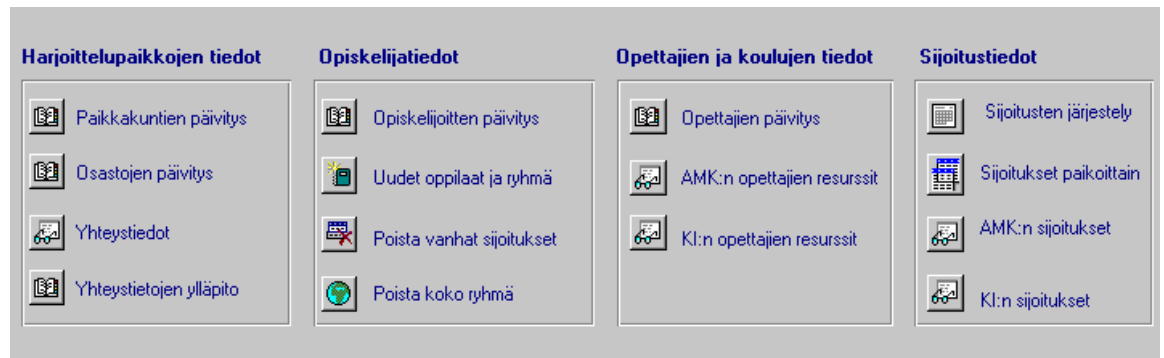 Harjoittelupaikkojen tiedot
Paikkakuntien päivitys
Osastojen päivitys
Yhteystiedot
Yhteystietojen ylläpito
Opiskelijatiedot
Opiskelijoitten päivitys
Uudet oppilaat ja ryhmä
Poista vanhat sijoitukset
Poista koko ryhmä
Opettajien ja koulujen tiedot
Opettajien päivitys
AMK:n opettajien resurssit
KI:n opettajien resurssit
Sijoitustiedot
Sijoitusten järjestely
Sijoitukset paikoittain
AMK:n sijoitukset
KI:n sijoitukset